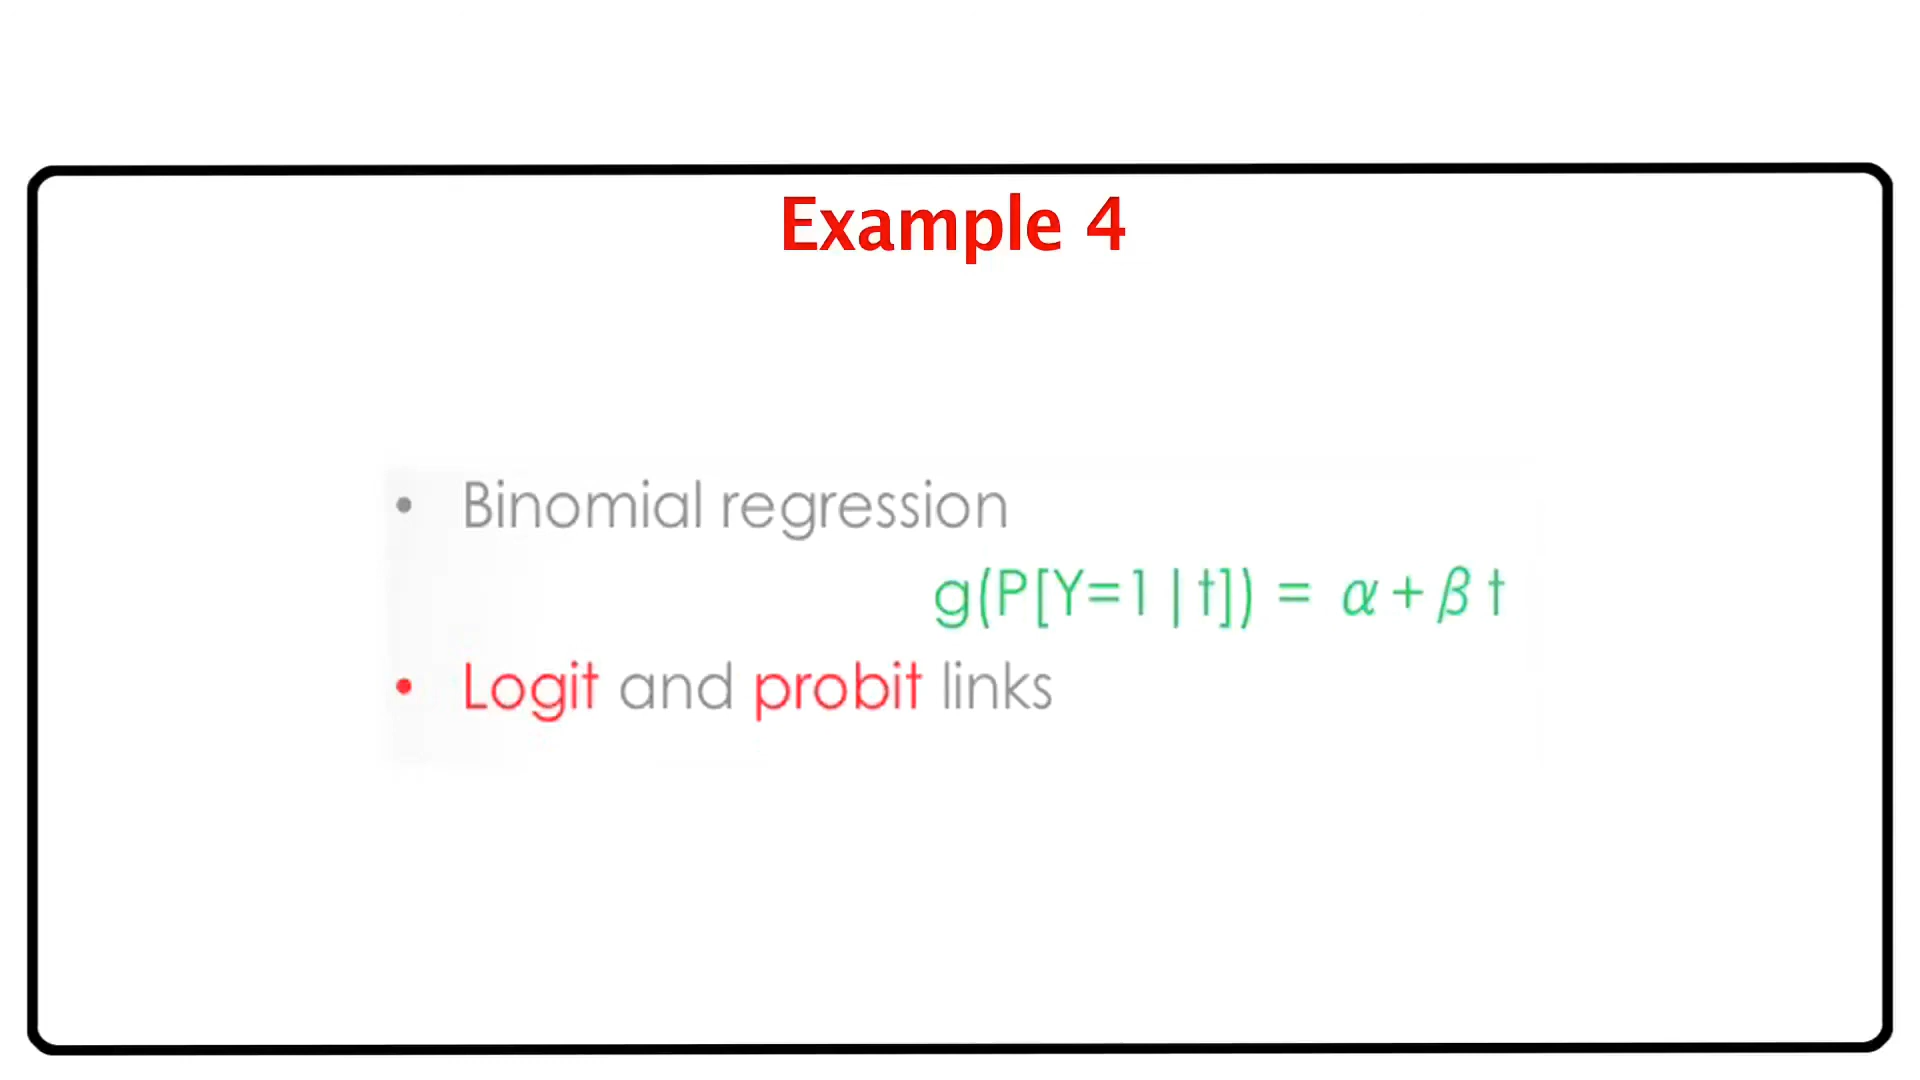 Example 4
• Binomial regression
g(P[Y=1|t]) = α + β t
• Logit and probit links